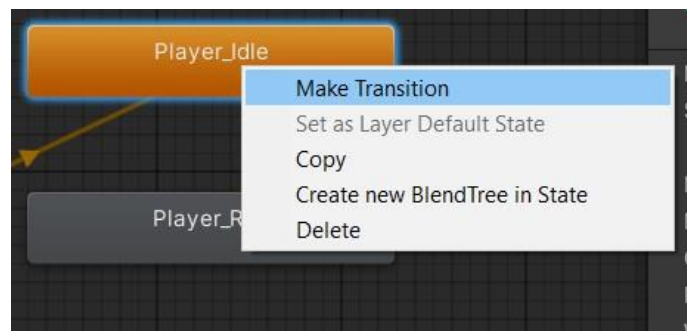 Player_Idle
Make Transition
Set as Layer Default State
Copy
Create new BlendTree in State
Player_R
Delete